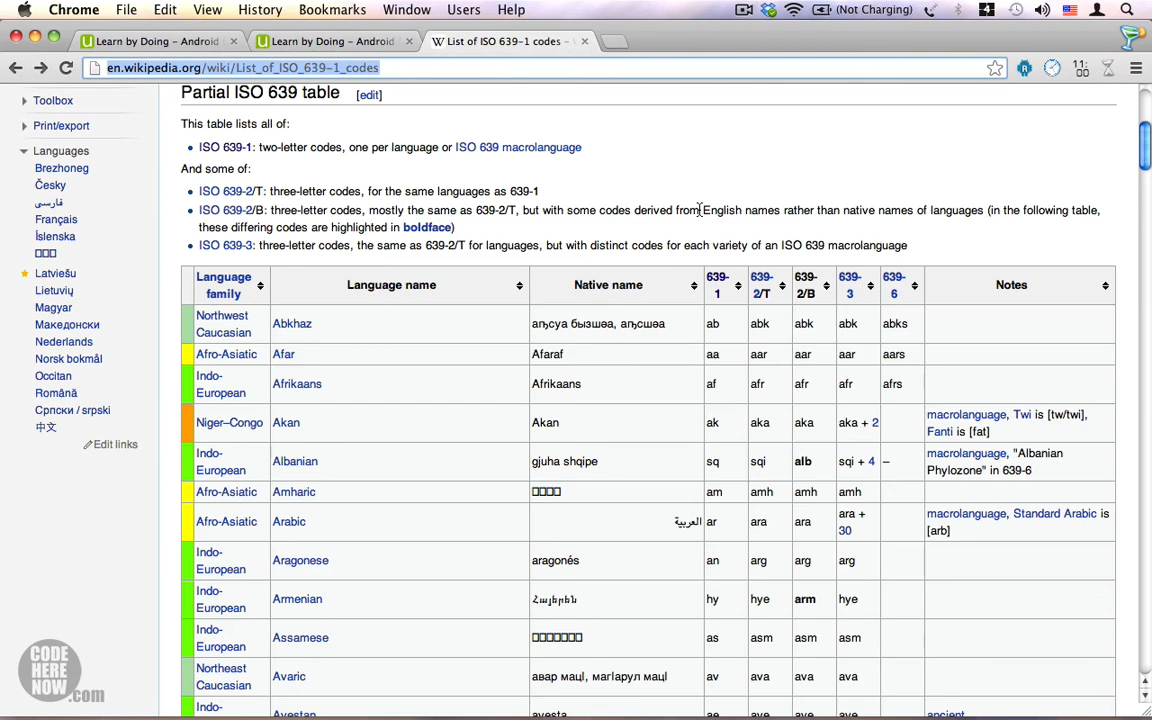 Chrome File Edit View History Bookmarks Window Users Help (Not Charging) 4
Learn by Doing – Android
Learn by Doing – Android
W List of ISO 639-1 codes –
en.wikipedia.org/wiki/List_of_ISO_639-1_codes
11:
00
Toolbox
Print/export
Languages
Brezhoneg
Česky
فارسی
Français
Íslenska
Latviešu
Lietuvių
Magyar
Македонски
Nederlands
Norsk bokmål
Occitan
Română
Српски / srpski
中文
Edit links
Partial ISO 639 table [edit]
This table lists all of:
ISO 639-1: two-letter codes, one per language or ISO 639 macrolanguage
And some of:
ISO 639-2/T: three-letter codes, for the same languages as 639-1
ISO 639-2/B: three-letter codes, mostly the same as 639-2/T, but with some codes derived from English names rather than native names of languages (in the following table,
these differing codes are highlighted in boldface)
ISO 639-3: three-letter codes, the same as 639-2/T for languages, but with distinct codes for each variety of an ISO 639 macrolanguage
Language family Language name Native name 639-1 639-2/T 639-2/B 639-3 639-6 Notes
Northwest Caucasian Abkhaz аҧсуа бызшәа, аҧсшәа ab abk abk abk abks
Afro-Asiatic Afar Afaraf aa aar aar aar aars
Indo-European Afrikaans Afrikaans af afr afr afr afrs
Niger–Congo Akan Akan ak aka aka aka + 2 macrolanguage, Twi is [tw/twi], Fanti is [fat]
Indo-European Albanian gjuha shqipe sq sqi alb sqi + 4 – macrolanguage, "Albanian Phylozone" in 639-6
Afro-Asiatic Amharic am amh amh amh
Afro-Asiatic Arabic العربية ar ara ara ara + 30 macrolanguage, Standard Arabic is [arb]
Indo-European Aragonese aragonés an arg arg arg
Indo-European Armenian Հայերեն hy hye arm hye
Indo-European Assamese as asm asm asm
Northeast Caucasian Avaric авар мацӀ, магӀарул мацӀ av ava ava ava
Indo- Avestan avesta ae ave ave ave ancient
CODE
HERE
NOW.com